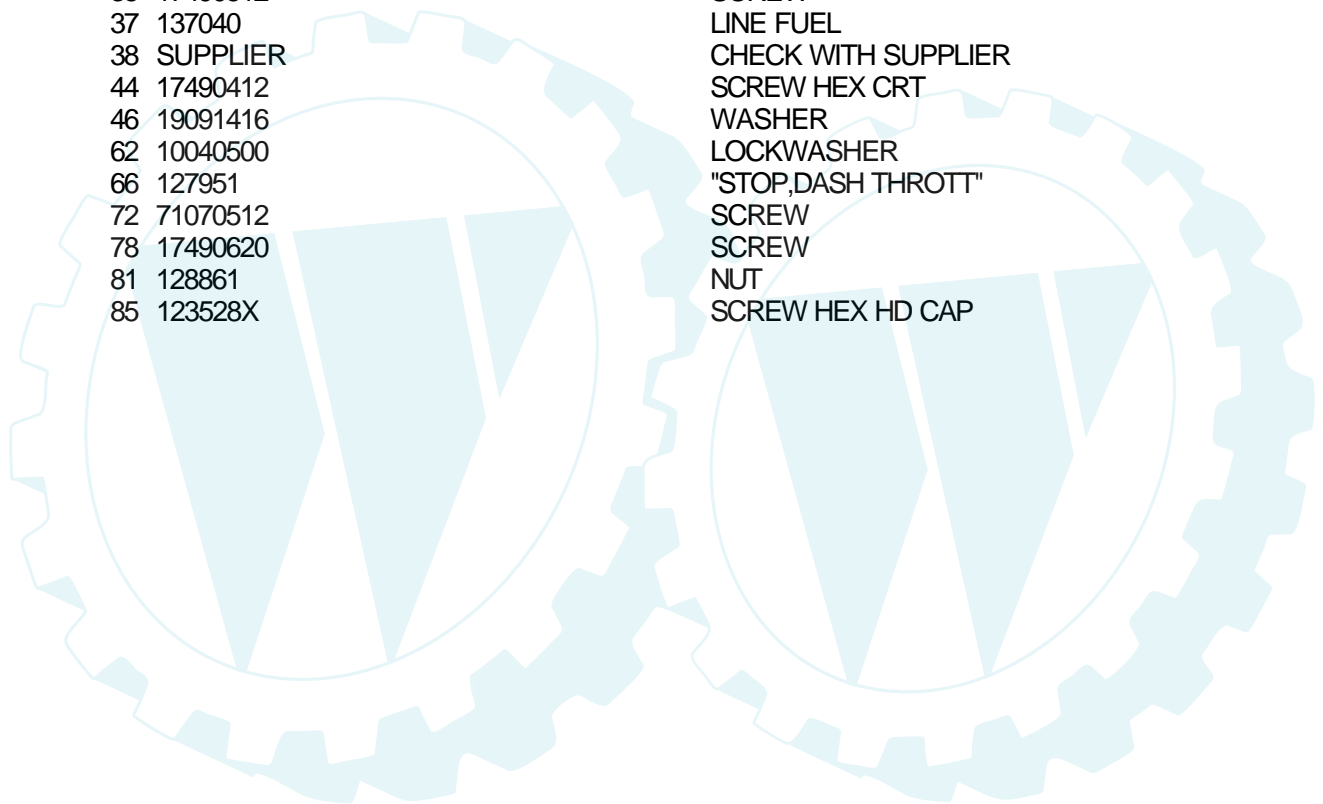 37 137040 LINE FUEL
38 SUPPLIER CHECK WITH SUPPLIER
44 17490412 SCREW HEX CRT
46 19091416 WASHER
62 10040500 LOCKWASHER
66 127951 "STOP,DASH THROTT"
72 71070512 SCREW
78 17490620 SCREW
81 128861 NUT
85 123528X SCREW HEX HD CAP